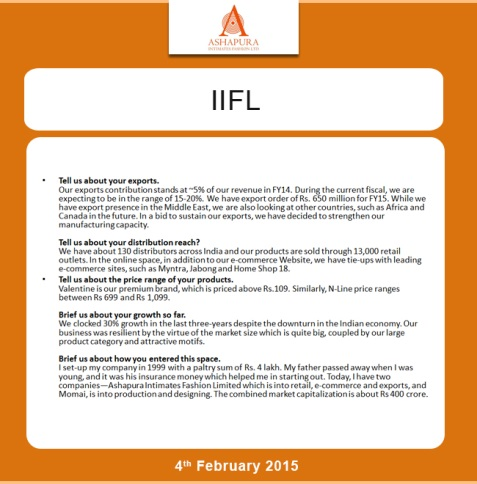 ASHAPURA
INTIMATES FASHION LTD
IIFL
• Tell us about your exports.
Our exports contribution stands at ~5% of our revenue in FY14. During the current fiscal, we are
expecting to be in the range of 15-20%. We have export order of Rs. 650 million for FY15. While we
have export presence in the Middle East, we are also looking at other countries, such as Africa and
Canada in the future. In a bid to sustain our exports, we have decided to strengthen our
manufacturing capacity.
Tell us about your distribution reach?
We have about 130 distributors across India and our products are sold through 13,000 retail
outlets. In the online space, in addition to our e-commerce Website, we have tie-ups with leading
e-commerce sites, such as Myntra, Jabong and Home Shop 18.
• Tell us about the price range of your products.
Valentine is our premium brand, which is priced above Rs.109. Similarly, N-Line price ranges
between Rs 699 and Rs 1,099.
Brief us about your growth so far.
We clocked 30% growth in the last three-years despite the downturn in the Indian economy. Our
business was resilient by the virtue of the market size which is quite big, coupled by our large
product category and attractive motifs.
Brief us about how you entered this space.
I set-up my company in 1999 with a paltry sum of Rs. 4 lakh. My father passed away when I was
young, and it was his insurance money which helped me in starting out. Today, I have two
companies—Ashapura Intimates Fashion Limited which is into retail, e-commerce and exports, and
Momai, is into production and designing. The combined market capitalization is about Rs 400 crore.
4th February 2015